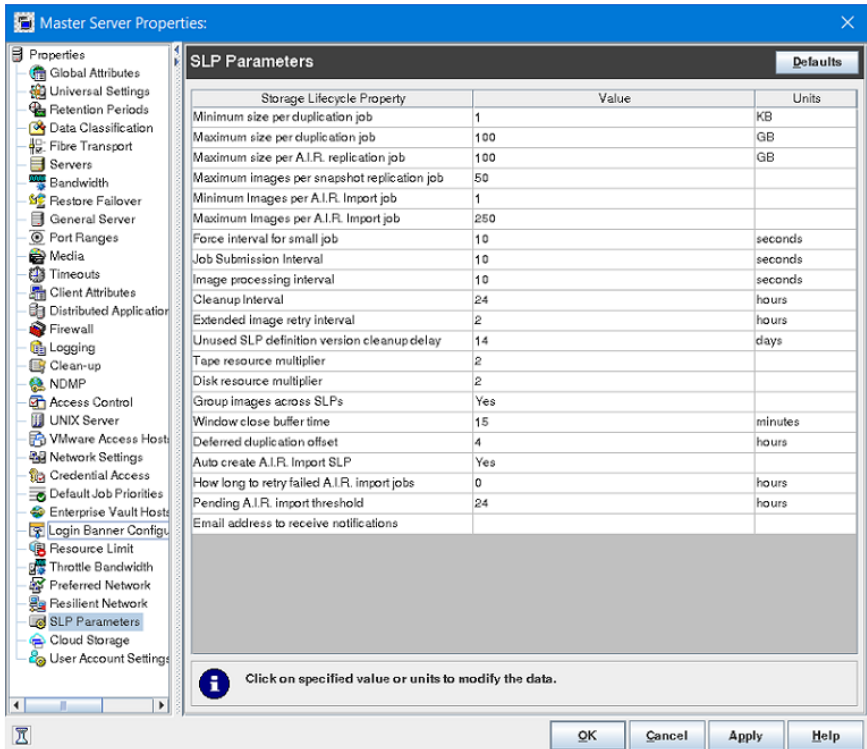 Master Server Properties:
Properties
Global Attributes
Universal Settings
Retention Periods
Data Classification
Fibre Transport
Servers
Bandwidth
Restore Failover
General Server
Port Ranges
Media
Timeouts
Client Attributes
Distributed Application
Firewall
Logging
Clean-up
NDMP
Access Control
UNIX Server
VMware Access Hosts
Network Settings
Credential Access
Default Job Priorities
Enterprise Vault Hosts
Login Banner Configu
Resource Limit
Throttle Bandwidth
Preferred Network
Resilient Network
SLP Parameters
Cloud Storage
User Account Settings
SLP Parameters Defaults
Storage Lifecycle Property Value Units
Minimum size per duplication job 1 KB
Maximum size per duplication job 100 GB
Maximum size per A.I.R. replication job 100 GB
Maximum images per snapshot replication job 50
Minimum Images per A.I.R. Import job 1
Maximum Images per A.I.R. Import job 250
Force interval for small job 10 seconds
Job Submission Interval 10 seconds
Image processing interval 10 seconds
Cleanup Interval 24 hours
Extended image retry interval 2 hours
Unused SLP definition version cleanup delay 14 days
Tape resource multiplier 2
Disk resource multiplier 2
Group images across SLPs Yes
Window close buffer time 15 minutes
Deferred duplication offset 4 hours
Auto create A.I.R. Import SLP Yes
How long to retry failed A.I.R. import jobs 0 hours
Pending A.I.R. import threshold 24 hours
Email address to receive notifications
Click on specified value or units to modify the data.
OK Cancel Apply Help